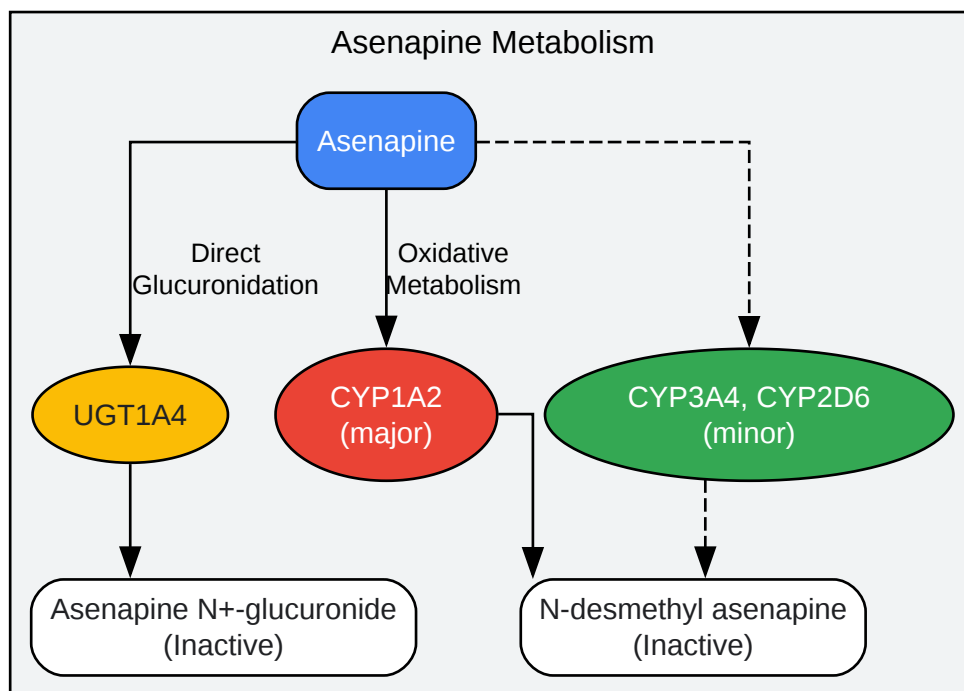 Asenapine Metabolism
Asenapine
Direct
Glucuronidation
Oxidative
Metabolism
UGT1A4
CYP1A2
(major)
CYP3A4, CYP2D6
(minor)
Asenapine N+-glucuronide
(Inactive)
N-desmethyl asenapine
(Inactive)